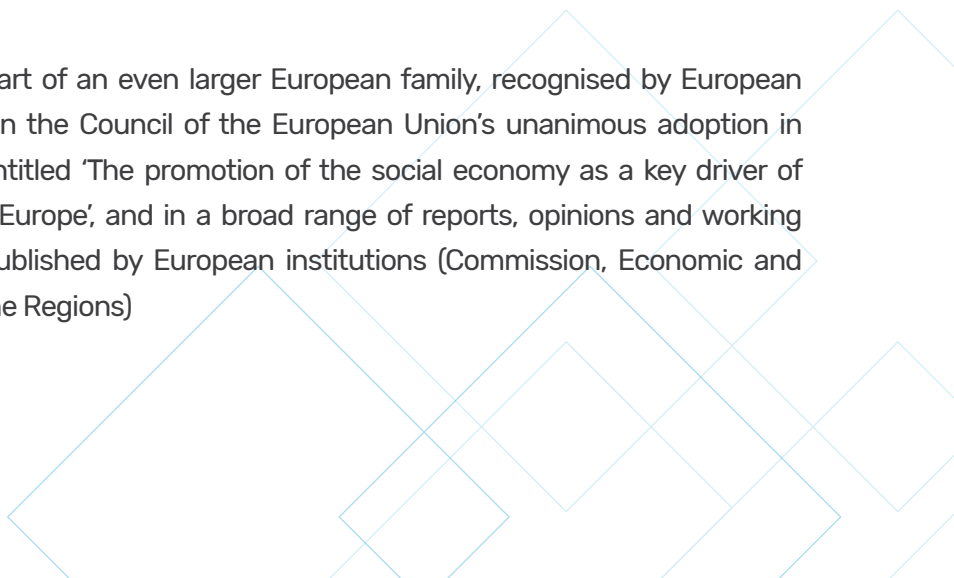 art of an even larger European family, recognised by European
n the Council of the European Union’s unanimous adoption in
ntitled ‘The promotion of the social economy as a key driver of
Europe’, and in a broad range of reports, opinions and working
ublished by European institutions (Commission, Economic and
e Regions)